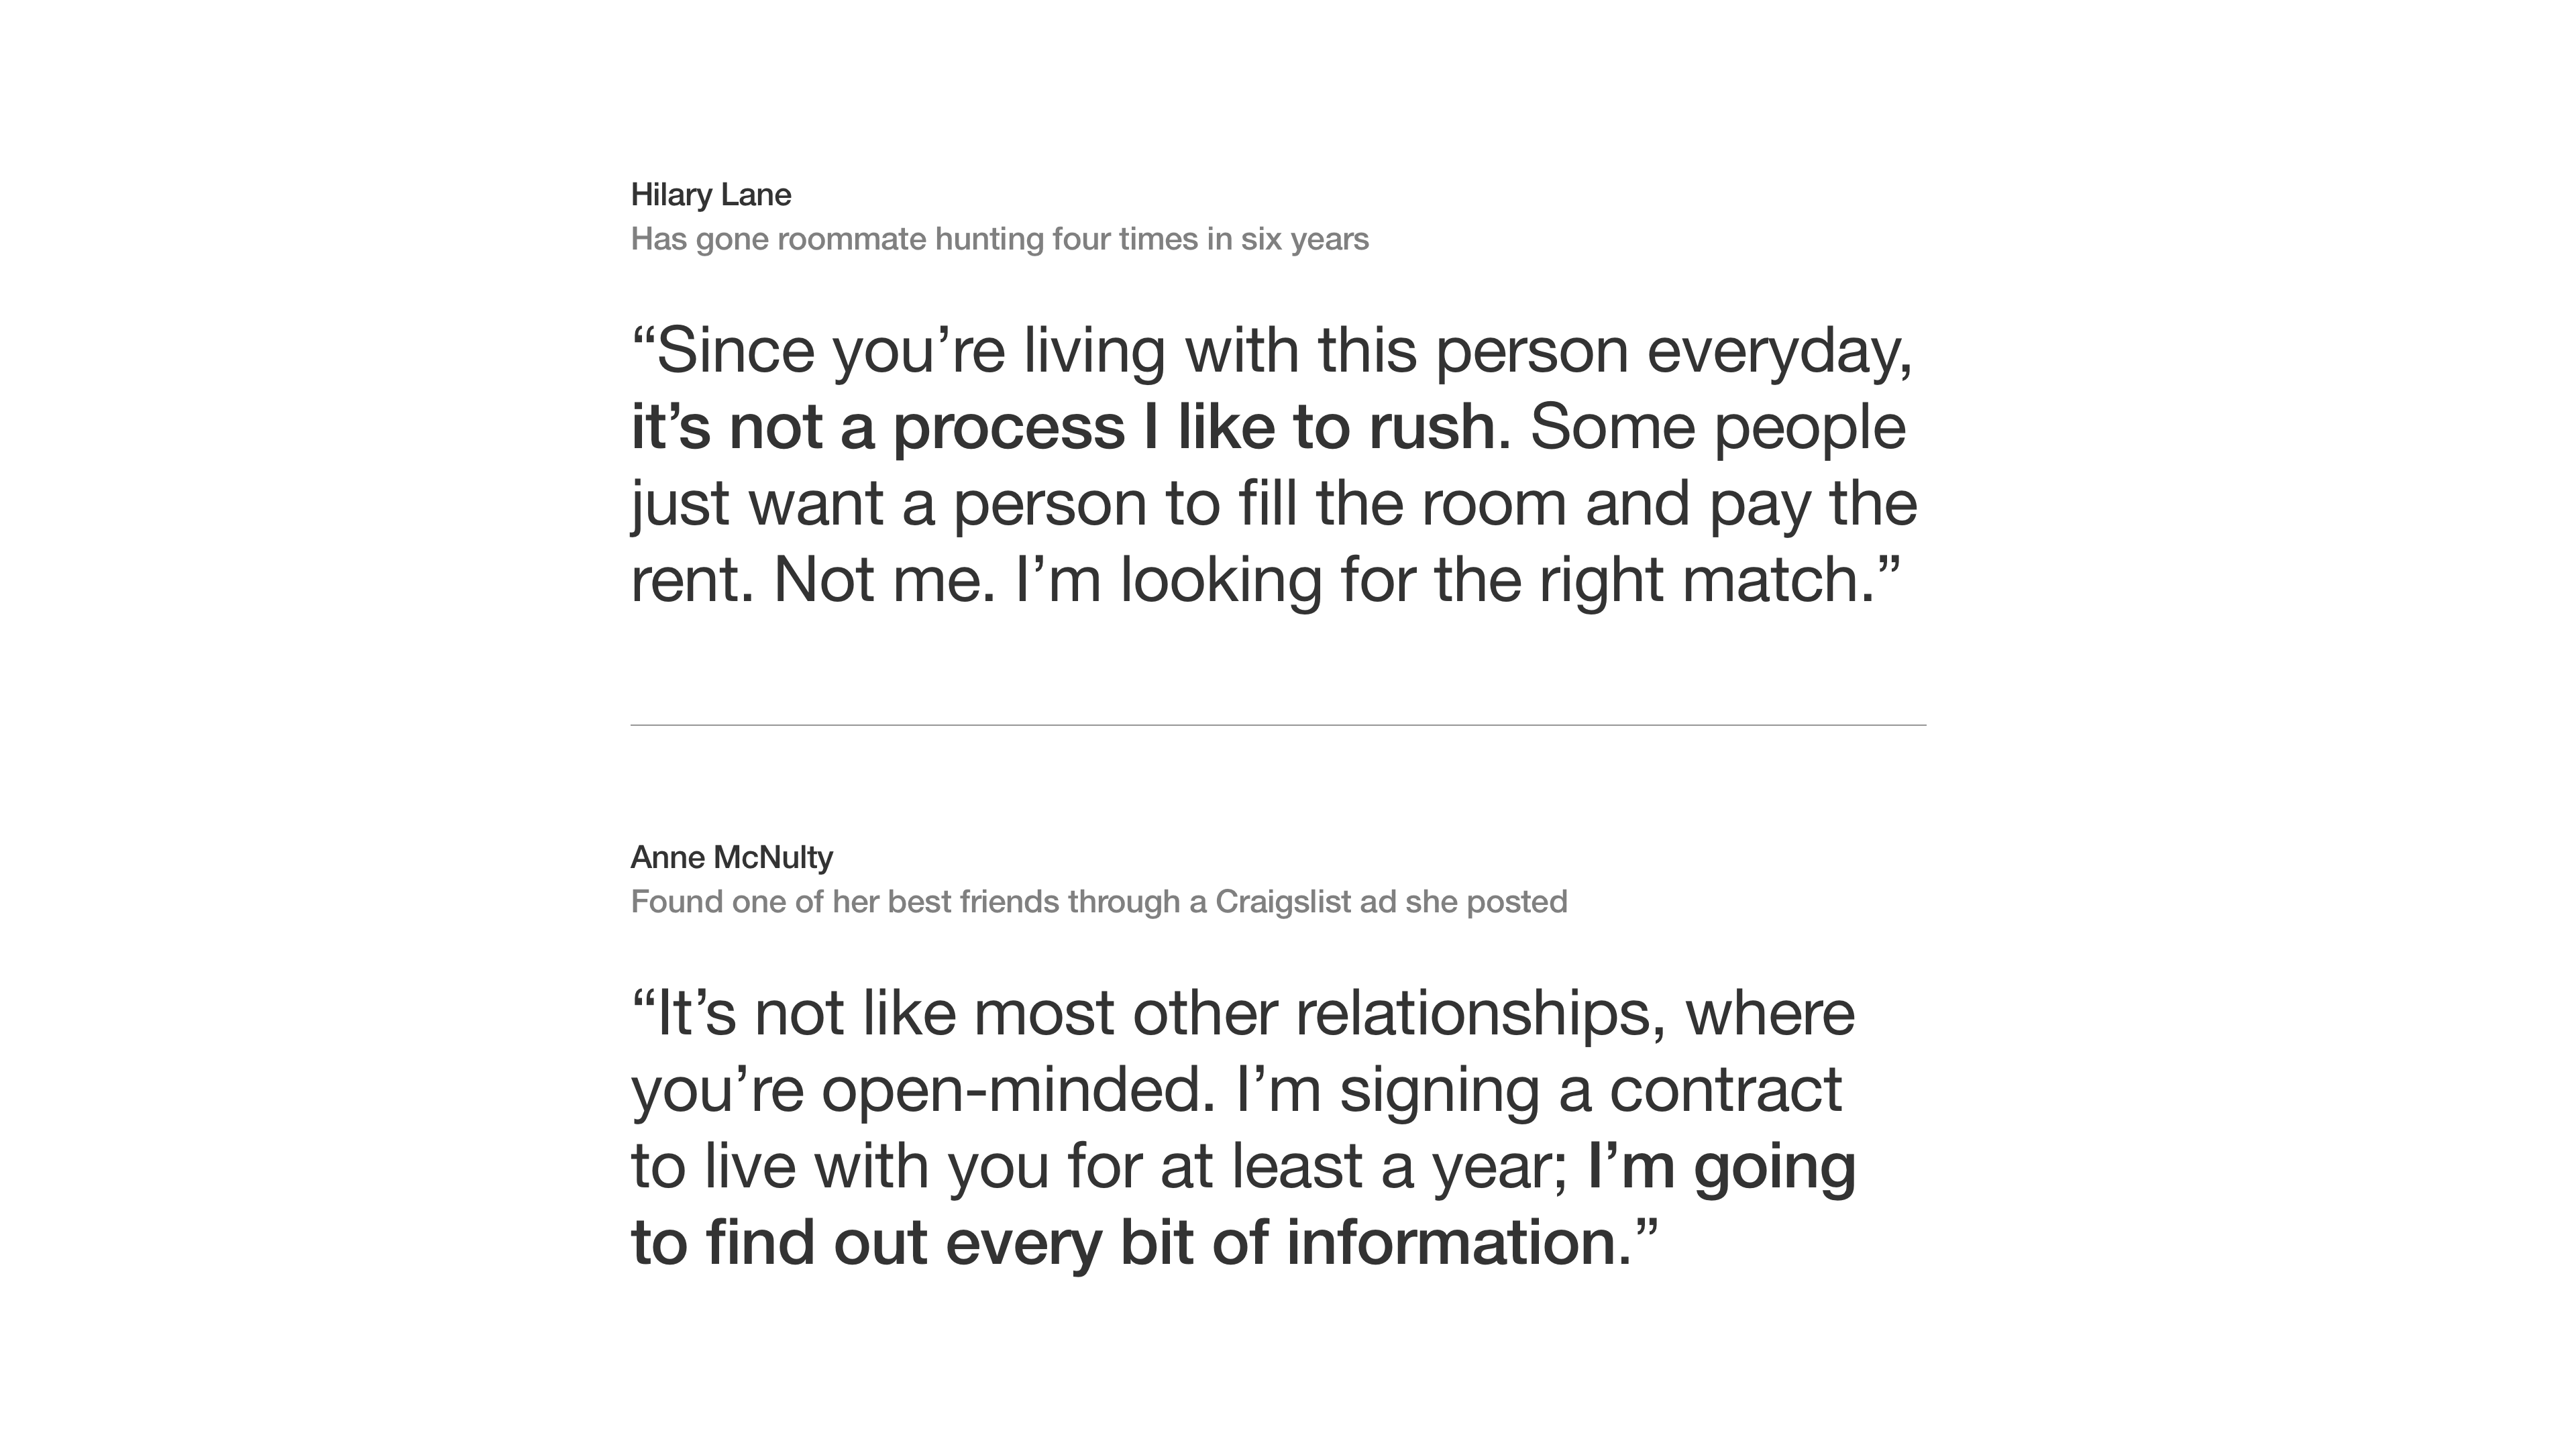 Hilary Lane
Has gone roommate hunting four times in six years
“Since you’re living with this person everyday,
it’s not a process I like to rush. Some people
just want a person to fill the room and pay the
rent. Not me. I’m looking for the right match.”
Anne McNulty
Found one of her best friends through a Craigslist ad she posted
“It’s not like most other relationships, where
you’re open-minded. I’m signing a contract
to live with you for at least a year; I’m going
to find out every bit of information.”